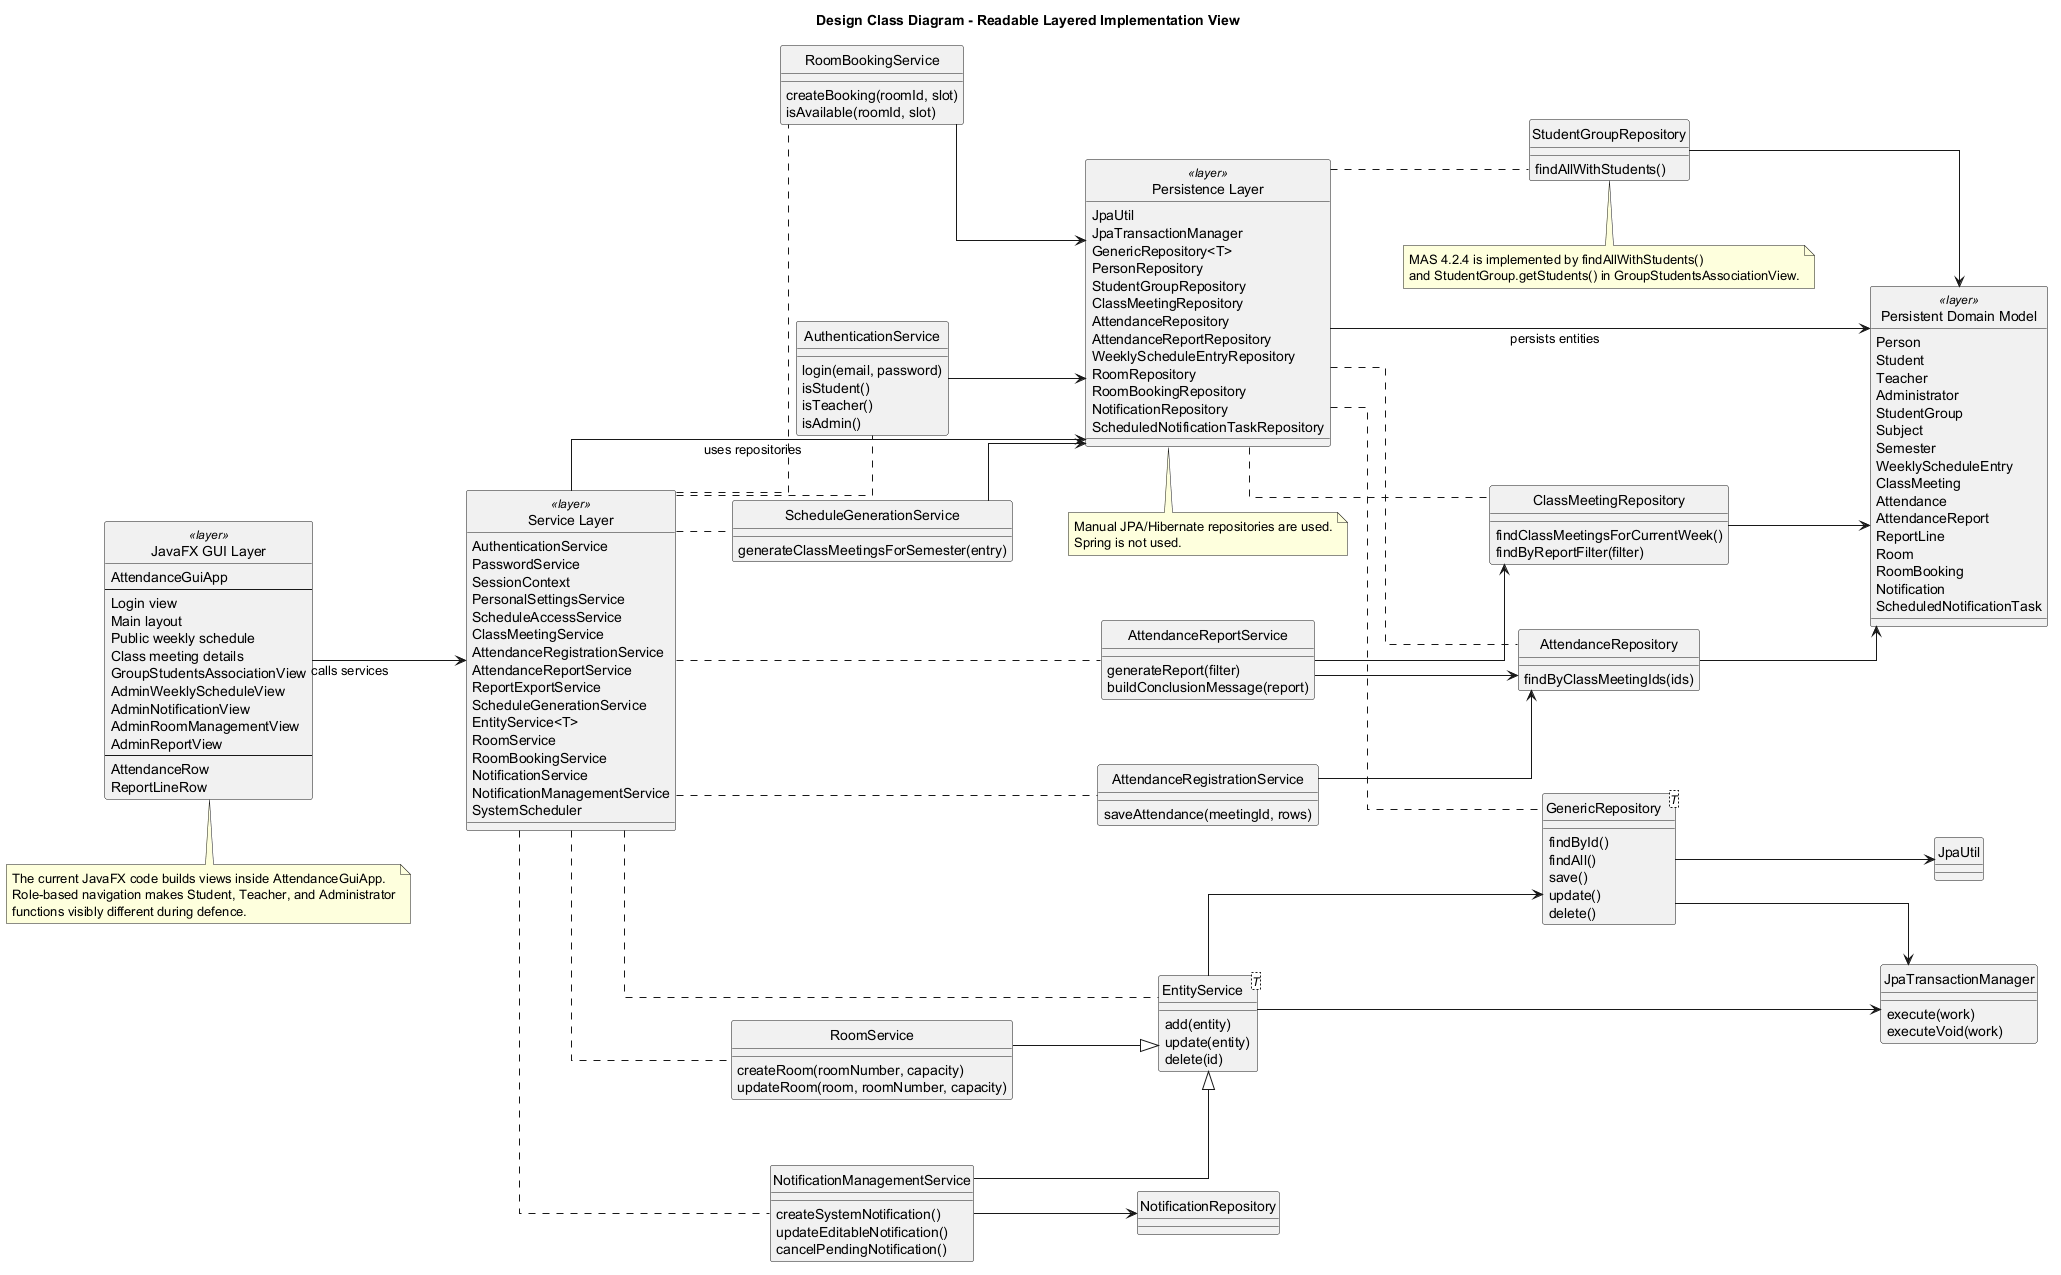 Design Class Diagram - Readable Layered Implementation View
RoomBookingService
createBooking(roomId, slot)
isAvailable(roomId, slot)
StudentGroupRepository
findAllWithStudents()
«layer»
Persistence Layer
JpaUtil
JpaTransactionManager
GenericRepository<T>
PersonRepository
StudentGroupRepository
ClassMeetingRepository
AttendanceRepository
AttendanceReportRepository
WeeklyScheduleEntryRepository
RoomRepository
RoomBookingRepository
NotificationRepository
ScheduledNotificationTaskRepository
MAS 4.2.4 is implemented by findAllWithStudents()
and StudentGroup.getStudents() in GroupStudentsAssociationView.
«layer»
Persistent Domain Model
Person
Student
Teacher
Administrator
StudentGroup
Subject
Semester
WeeklyScheduleEntry
ClassMeeting
Attendance
AttendanceReport
ReportLine
Room
RoomBooking
Notification
ScheduledNotificationTask
persists entities
AuthenticationService
login(email, password)
isStudent()
isTeacher()
isAdmin()
uses repositories
«layer»
Service Layer
AuthenticationService
PasswordService
SessionContext
PersonalSettingsService
ScheduleAccessService
ClassMeetingService
AttendanceRegistrationService
AttendanceReportService
ReportExportService
ScheduleGenerationService
EntityService<T>
RoomService
RoomBookingService
NotificationService
NotificationManagementService
SystemScheduler
ScheduleGenerationService
generateClassMeetingsForSemester(entry)
Manual JPA/Hibernate repositories are used.
Spring is not used.
ClassMeetingRepository
findClassMeetingsForCurrentWeek()
findByReportFilter(filter)
«layer»
JavaFX GUI Layer
AttendanceGuiApp
Login view
Main layout
Public weekly schedule
Class meeting details
GroupStudentsAssociationView
AdminWeeklyScheduleView
AdminNotificationView
AdminRoomManagementView
AdminReportView
AttendanceRow
ReportLineRow
calls services
AttendanceReportService
generateReport(filter)
buildConclusionMessage(report)
AttendanceRepository
findByClassMeetingIds(ids)
AttendanceRegistrationService
saveAttendance(meetingId, rows)
GenericRepository
T
findById()
findAll()
save()
update()
delete()
JpaUtil
The current JavaFX code builds views inside AttendanceGuiApp.
Role-based navigation makes Student, Teacher, and Administrator
functions visibly different during defence.
JpaTransactionManager
execute(work)
executeVoid(work)
EntityService
T
add(entity)
update(entity)
delete(id)
RoomService
createRoom(roomNumber, capacity)
updateRoom(room, roomNumber, capacity)
NotificationManagementService
createSystemNotification()
updateEditableNotification()
cancelPendingNotification()
NotificationRepository